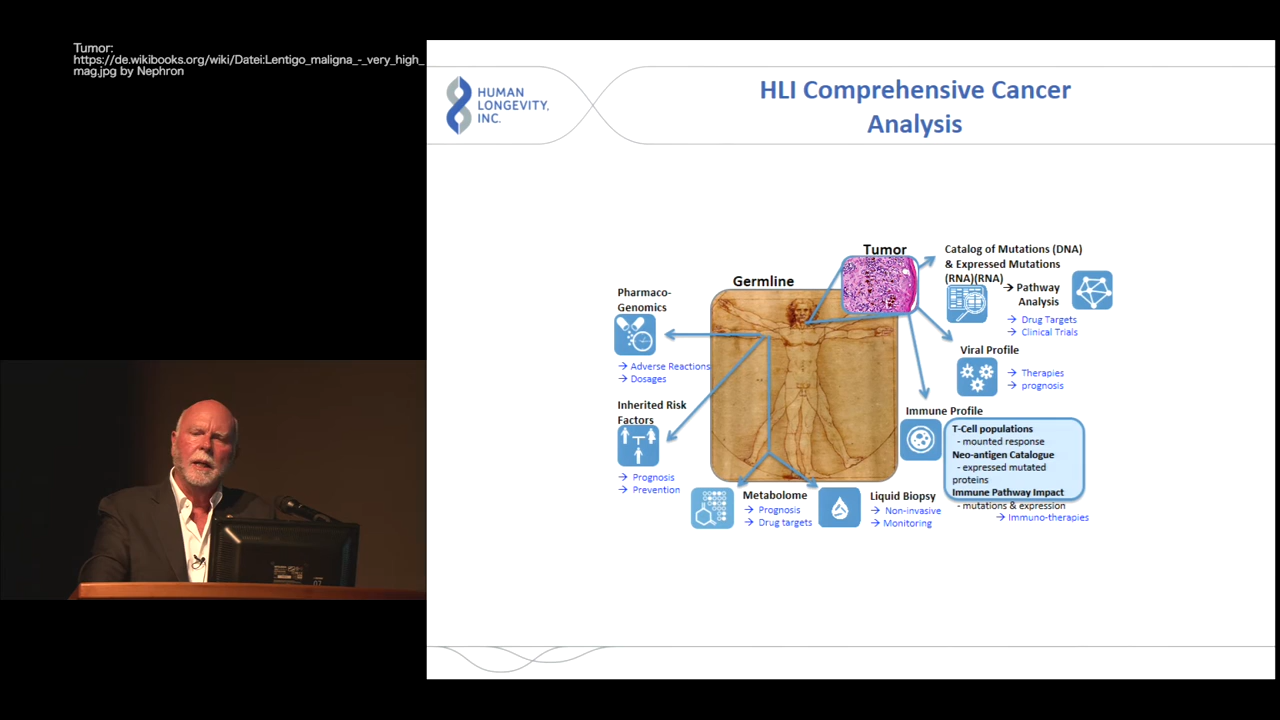 Tumor:
https://de.wikibooks.org/wiki/Datei:Lentigo_maligna_-_very_high_
mag.jpg by Nephron
HUMAN
LONGEVITY,
INC.
HLI Comprehensive Cancer
Analysis
Tumor
Germline
Catalog of Mutations (DNA)
& Expressed Mutations
(RNA)(RNA)
→ Pathway
Analysis
→ Drug Targets
→ Clinical Trials
Pharmaco-
Genomics
→ Adverse Reactions
→ Dosages
Viral Profile
→ Therapies
→ prognosis
Inherited Risk
Factors
→ Prognosis
→ Prevention
Immune Profile
T-Cell populations
- mounted response
Neo-antigen Catalogue
- expressed mutated
proteins
Immune Pathway Impact
- mutations & expression
→ Immuno-therapies
Metabolome
→ Prognosis
→ Drug targets
Liquid Biopsy
→ Non-invasive
→ Monitoring